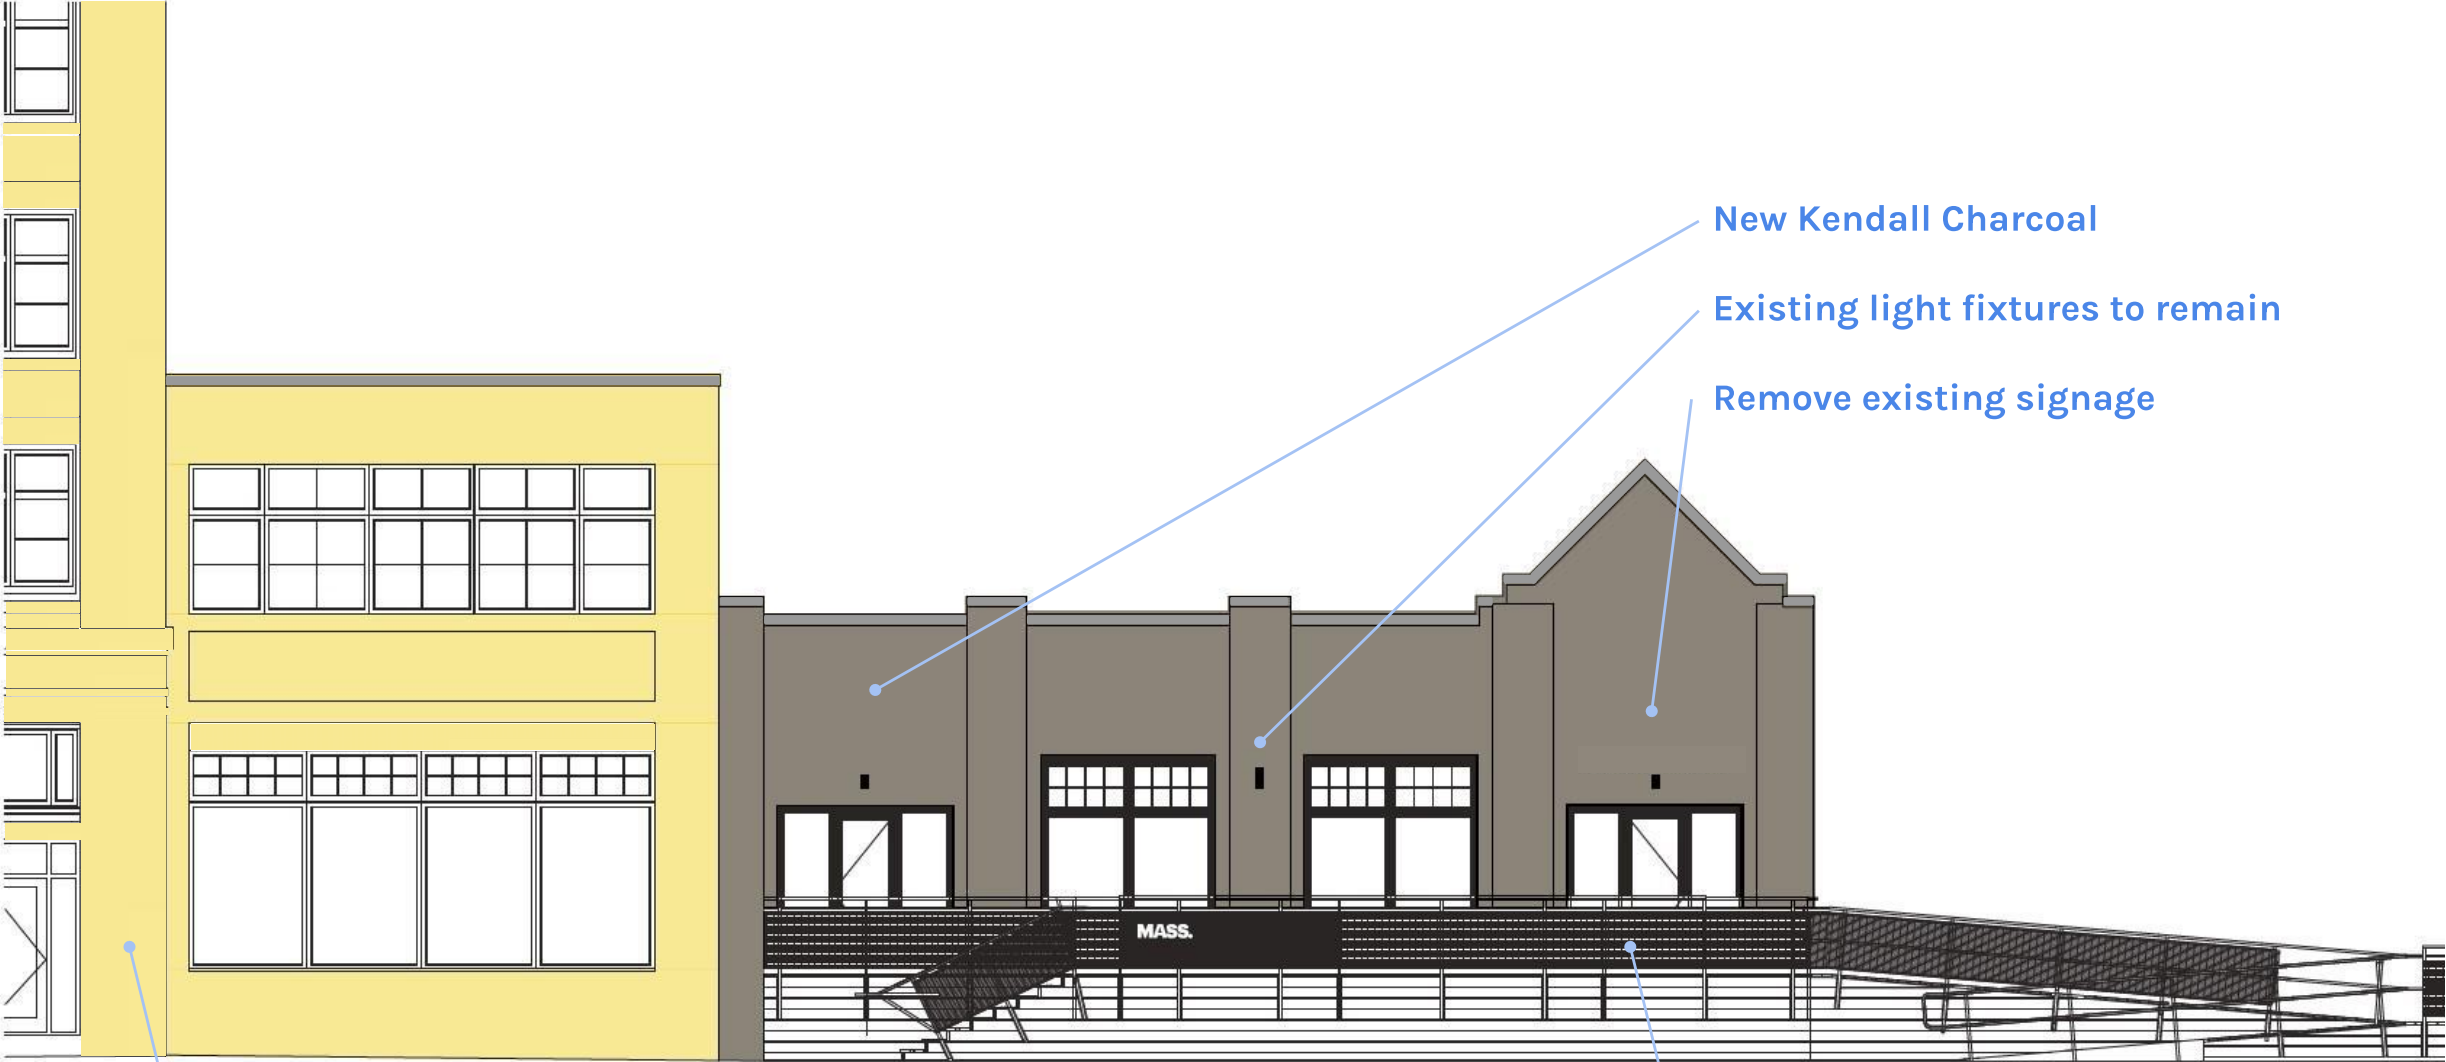 New Kendall Charcoal
Existing light fixtures to remain
Remove existing signage
MASS.